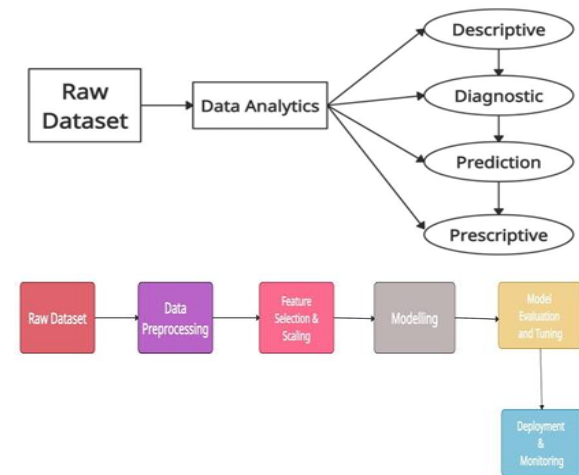 Descriptive
Raw
Dataset
Data Analytics
Diagnostic
Prediction
Prescriptive
Raw Dataset
Data
Preprocessing
Feature
Selection &
Scaling
Modelling
Model
Evaluation
and Tuning
Deployment
&
Monitoring